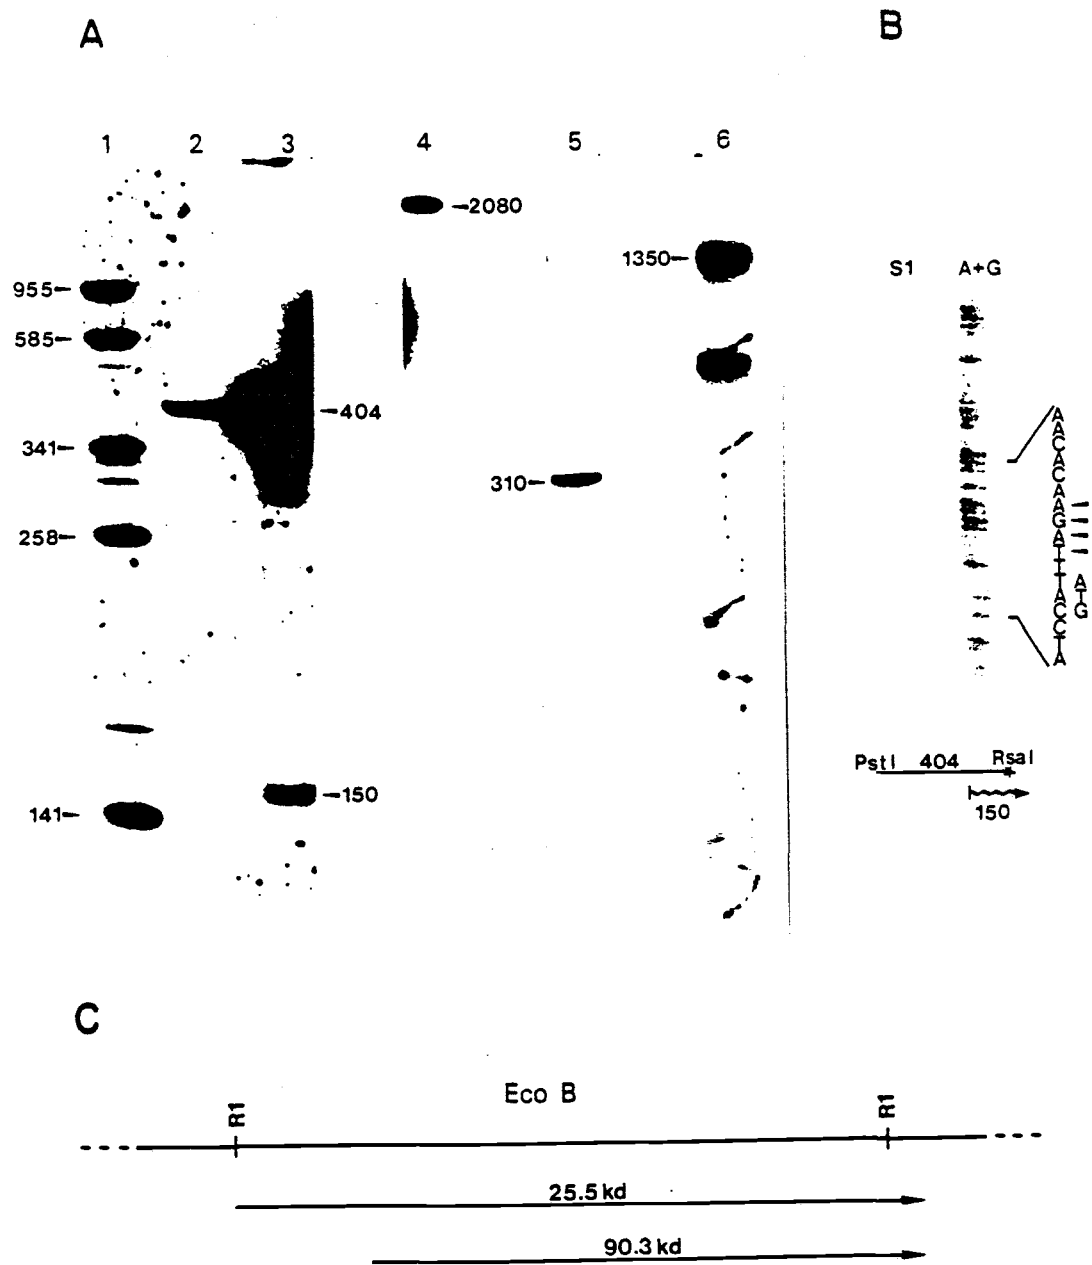 A
B
1 2 3 4 5 6
2080
1350
S1 A+G
955
585
404
341
310
258
A
A
C
A
C
A
A
G
A
T
T
T
A
C
C
T
A
A
T
G
PstI 404 RsaI
150
150
141
C
Eco B
R1
R1
25.5 kd
90.3 kd